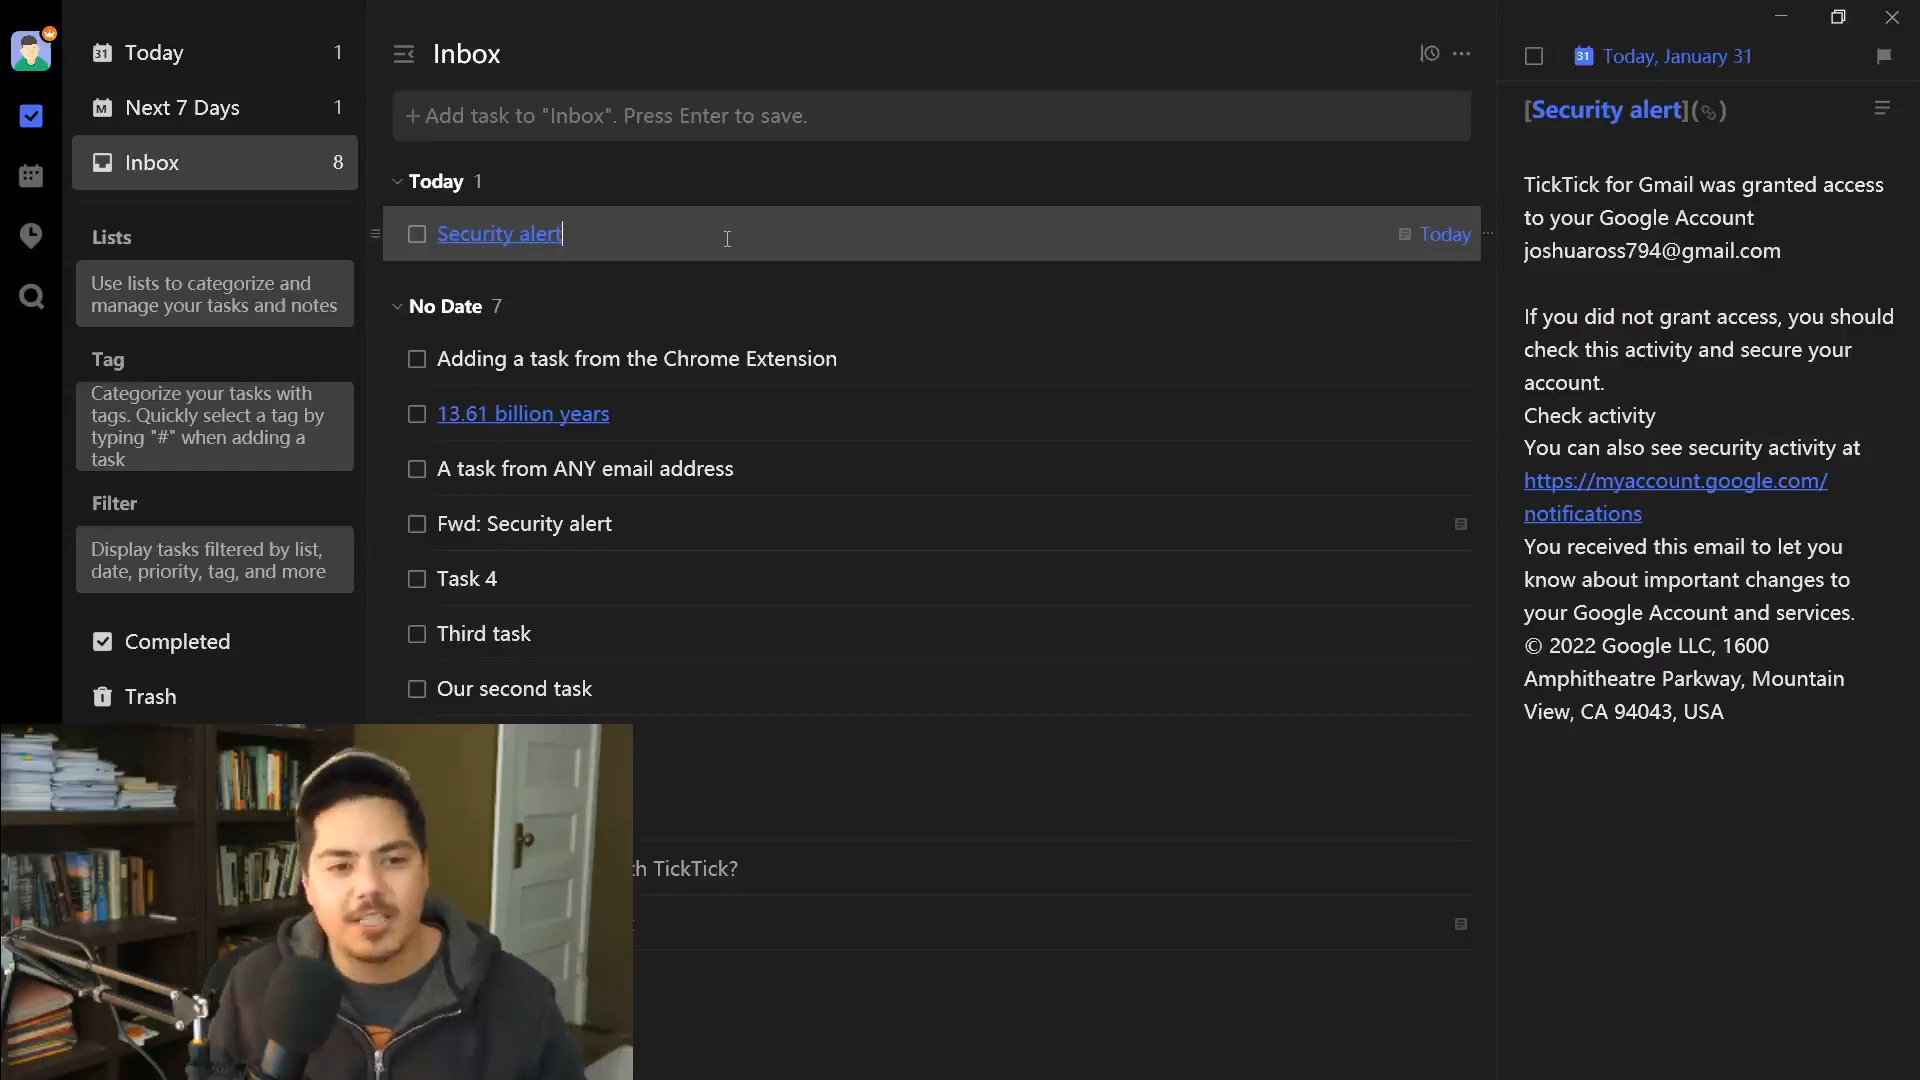 Today 1
Next 7 Days 1
Inbox 8
Lists
Use lists to categorize and
manage your tasks and notes
Tag
Categorize your tasks with
tags. Quickly select a tag by
typing "#" when adding a
task
Filter
Display tasks filtered by list,
date, priority, tag, and more
Completed
Trash
Inbox
+ Add task to "Inbox". Press Enter to save.
Today 1
Security alert Today
No Date 7
Adding a task from the Chrome Extension
13.61 billion years
A task from ANY email address
Fwd: Security alert
Task 4
Third task
Our second task
TickTick?
31 Today, January 31
[Security alert]()
TickTick for Gmail was granted access
to your Google Account
joshuaross794@gmail.com
If you did not grant access, you should
check this activity and secure your
account.
Check activity
You can also see security activity at
https://myaccount.google.com/
notifications
You received this email to let you
know about important changes to
your Google Account and services.
© 2022 Google LLC, 1600
Amphitheatre Parkway, Mountain
View, CA 94043, USA